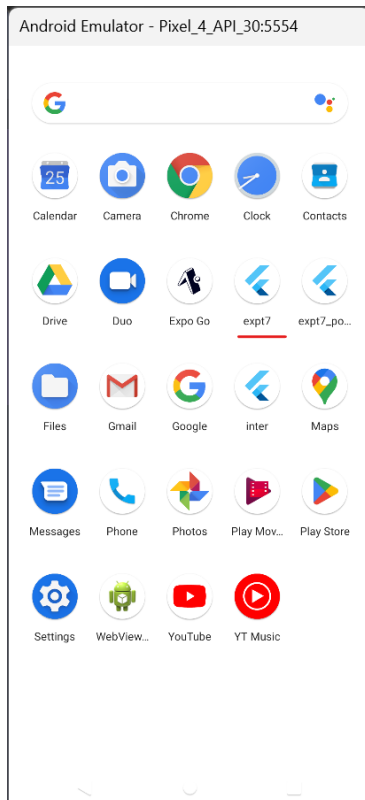 Android Emulator - Pixel_4_API_30:5554
Calendar Camera Chrome Clock Contacts
Drive Duo Expo Go expt7 expt7_po...
Files Gmail Google inter Maps
Messages Phone Photos Play Mov... Play Store
Settings WebView... YouTube YT Music
25